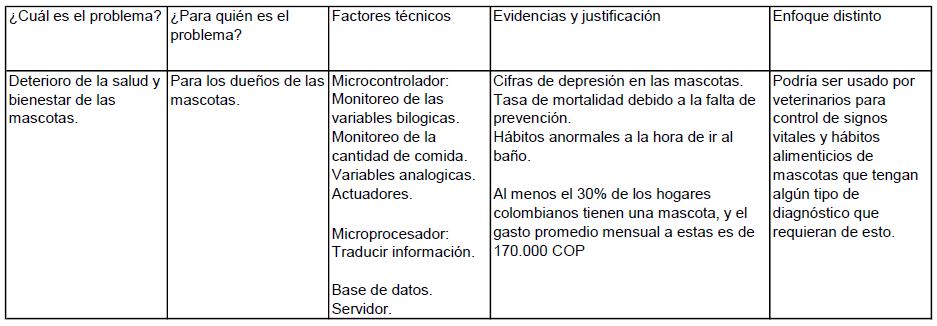 ¿Cuál es el problema?
¿Para quién es el
problema?
Factores técnicos
Evidencias y justificación
Enfoque distinto
Deterioro de la salud y
bienestar de las
mascotas.
Para los dueños de las
mascotas.
Microcontrolador:
Monitoreo de las
variables bilogicas.
Monitoreo de la
cantidad de comida.
Variables analogicas.
Actuadores.
Microprocesador:
Traducir información.
Base de datos.
Servidor.
Cifras de depresión en las mascotas.
Tasa de mortalidad debido a la falta de
prevención.
Hábitos anormales a la hora de ir al
baño.
Al menos el 30% de los hogares
colombianos tienen una mascota, y el
gasto promedio mensual a estas es de
170.000 COP
Podría ser usado por
veterinarios para
control de signos
vitales y hábitos
alimenticios de
mascotas que tengan
algún tipo de
diagnóstico que
requieran de esto.